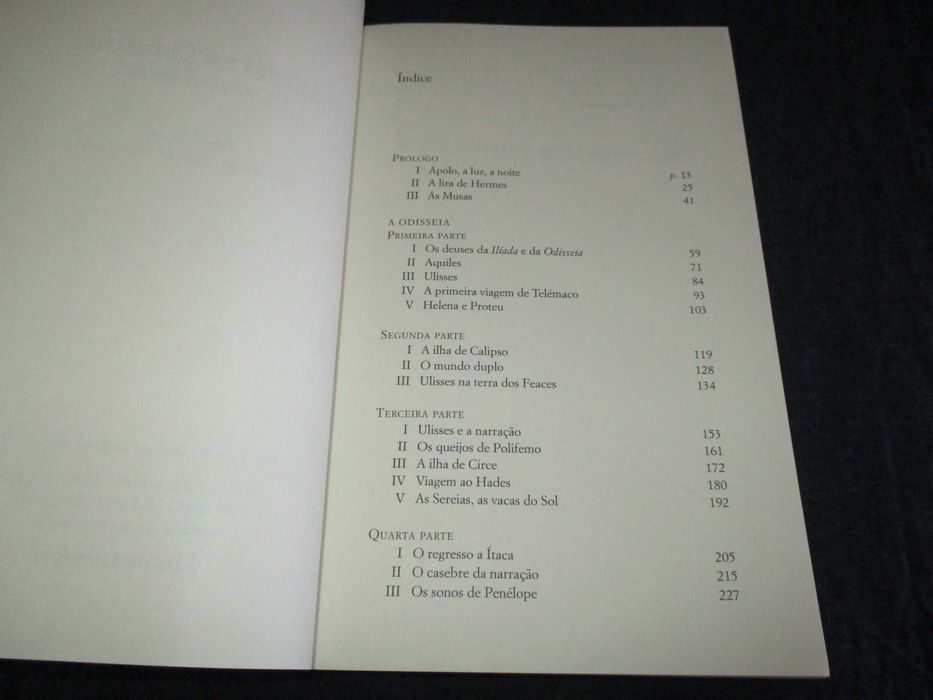 Índice
PRÓLOGO
I Apolo, a luz, a noite p. 13
II A lira de Hermes 25
III As Musas 41
A ODISSEIA
PRIMEIRA PARTE
I Os deuses da Ilíada e da Odisseia 59
II Aquiles 71
III Ulisses 84
IV A primeira viagem de Telémaco 93
V Helena e Proteu 103
SEGUNDA PARTE
I A ilha de Calipso 119
II O mundo duplo 128
III Ulisses na terra dos Feaces 134
TERCEIRA PARTE
I Ulisses e a narração 153
II Os queijos de Polifemo 161
III A ilha de Circe 172
IV Viagem ao Hades 180
V As Sereias, as vacas do Sol 192
QUARTA PARTE
I O regresso a Ítaca 205
II O casebre da narração 215
III Os sonos de Penélope 227